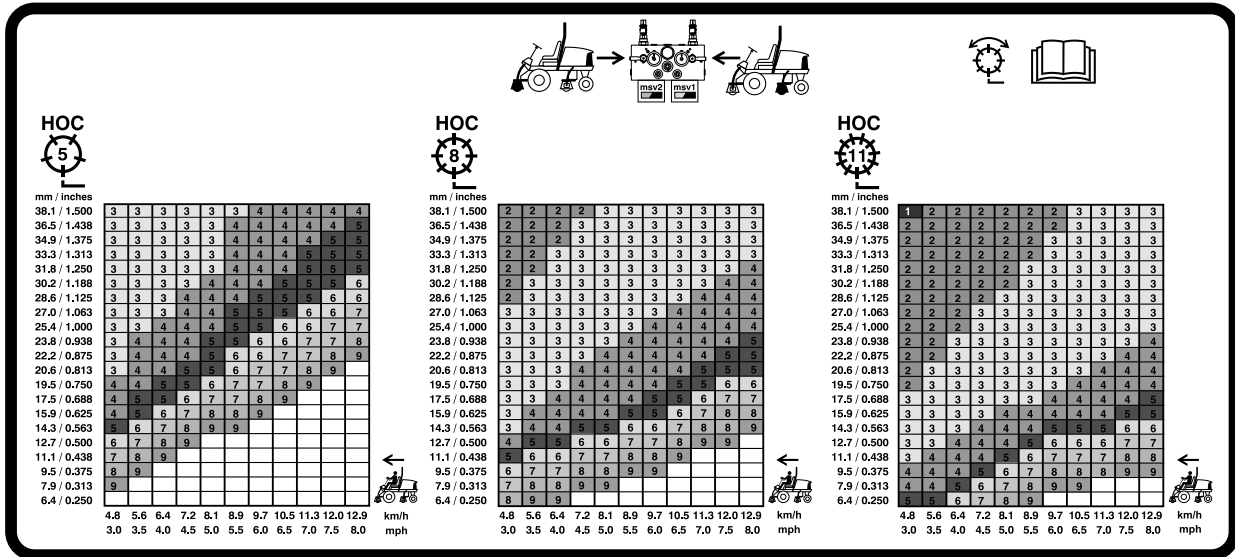 msv2 msv1
HOC
5
mm / inches
38.1 / 1.500 3 3 3 3 3 3 4 4 4 4 4
36.5 / 1.438 3 3 3 3 3 4 4 4 4 4 5
34.9 / 1.375 3 3 3 3 3 4 4 4 4 5 5
33.3 / 1.313 3 3 3 3 3 4 4 4 5 5 5
31.8 / 1.250 3 3 3 3 3 4 4 4 5 5 5
30.2 / 1.188 3 3 3 3 4 4 4 5 5 5 6
28.6 / 1.125 3 3 3 4 4 4 5 5 5 6 6
27.0 / 1.063 3 3 3 4 4 5 5 5 6 6 7
25.4 / 1.000 3 3 4 4 4 5 5 6 6 7 7
23.8 / 0.938 3 4 4 4 5 5 6 6 7 7 8
22.2 / 0.875 3 4 4 4 5 6 6 7 7 8 9
20.6 / 0.813 3 4 4 5 5 6 7 7 8 9
19.5 / 0.750 4 4 5 5 6 7 7 8 9
17.5 / 0.688 4 5 5 6 7 7 8 9
15.9 / 0.625 4 5 6 7 8 8 9
14.3 / 0.563 5 6 7 8 9 9
12.7 / 0.500 6 7 8 9
11.1 / 0.438 7 8 9
9.5 / 0.375 8 9
7.9 / 0.313 9
6.4 / 0.250
4.8 5.6 6.4 7.2 8.1 8.9 9.7 10.5 11.3 12.0 12.9 km/h
3.0 3.5 4.0 4.5 5.0 5.5 6.0 6.5 7.0 7.5 8.0 mph
HOC
8
mm / inches
38.1 / 1.500 2 2 2 2 3 3 3 3 3 3 3
36.5 / 1.438 2 2 2 3 3 3 3 3 3 3 3
34.9 / 1.375 2 2 2 3 3 3 3 3 3 3 3
33.3 / 1.313 2 2 3 3 3 3 3 3 3 3 3
31.8 / 1.250 2 2 3 3 3 3 3 3 3 3 4
30.2 / 1.188 2 3 3 3 3 3 3 3 3 4 4
28.6 / 1.125 2 3 3 3 3 3 3 3 4 4 4
27.0 / 1.063 3 3 3 3 3 3 3 4 4 4 4
25.4 / 1.000 3 3 3 3 3 3 4 4 4 4 4
23.8 / 0.938 3 3 3 3 3 4 4 4 4 4 5
22.2 / 0.875 3 3 3 3 4 4 4 4 4 5 5
20.6 / 0.813 3 3 3 4 4 4 4 4 5 5 5
19.5 / 0.750 3 3 3 4 4 4 4 5 5 6 6
17.5 / 0.688 3 3 4 4 4 4 5 5 6 6 7
15.9 / 0.625 3 4 4 4 4 5 5 6 7 8 8
14.3 / 0.563 3 4 4 5 5 6 6 7 8 8 9
12.7 / 0.500 4 5 5 6 6 7 8 8 9 9
11.1 / 0.438 5 6 6 7 7 8 8 9
9.5 / 0.375 6 7 7 8 8 9 9
7.9 / 0.313 7 8 8 9 9
6.4 / 0.250 8 9 9
4.8 5.6 6.4 7.2 8.1 8.9 9.7 10.5 11.3 12.0 12.9 km/h
3.0 3.5 4.0 4.5 5.0 5.5 6.0 6.5 7.0 7.5 8.0 mph
HOC
11
mm / inches
38.1 / 1.500 1 2 2 2 2 2 2 3 3 3 3
36.5 / 1.438 2 2 2 2 2 2 2 3 3 3 3
34.9 / 1.375 2 2 2 2 2 2 3 3 3 3 3
33.3 / 1.313 2 2 2 2 2 3 3 3 3 3 3
31.8 / 1.250 2 2 2 2 2 3 3 3 3 3 3
30.2 / 1.188 2 2 2 2 2 3 3 3 3 3 3
28.6 / 1.125 2 2 2 2 3 3 3 3 3 3 3
27.0 / 1.063 2 2 2 3 3 3 3 3 3 3 3
25.4 / 1.000 2 2 2 3 3 3 3 3 3 3 3
23.8 / 0.938 2 2 3 3 3 3 3 3 3 3 4
22.2 / 0.875 2 2 3 3 3 3 3 3 3 4 4
20.6 / 0.813 2 3 3 3 3 3 3 3 4 4 4
19.5 / 0.750 2 3 3 3 3 3 3 4 4 4 4
17.5 / 0.688 3 3 3 3 3 3 4 4 4 4 5
15.9 / 0.625 3 3 3 3 4 4 4 4 4 5 5
14.3 / 0.563 3 3 3 4 4 4 5 5 5 6 6
12.7 / 0.500 3 3 4 4 4 5 6 6 6 7 7
11.1 / 0.438 3 4 4 4 5 6 6 7 7 8 8
9.5 / 0.375 4 4 4 5 6 7 8 8 8 9 9
7.9 / 0.313 4 4 5 6 7 8 9 9
6.4 / 0.250 5 5 6 7 8 9
4.8 5.6 6.4 7.2 8.1 8.9 9.7 10.5 11.3 12.0 12.9 km/h
3.0 3.5 4.0 4.5 5.0 5.5 6.0 6.5 7.0 7.5 8.0 mph